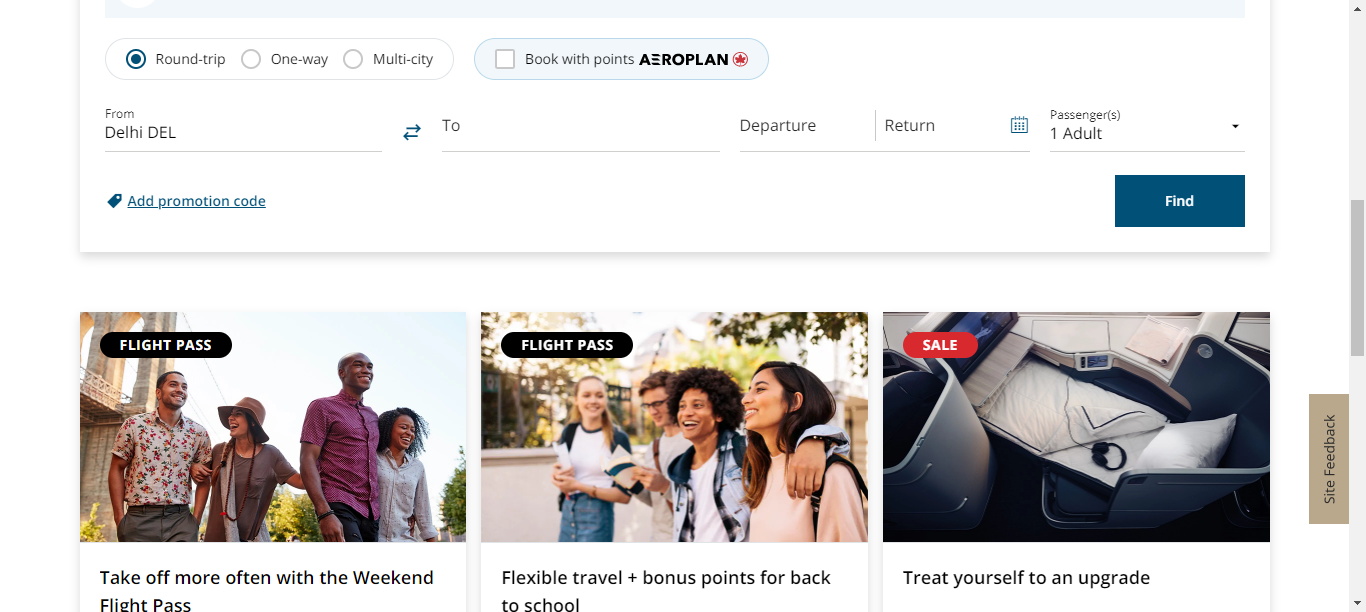 Round-trip One-way Multi-city Book with points AEROPLAN
From
Delhi DEL
To
Departure
Return
Passenger(s)
1 Adult
Add promotion code
Find
FLIGHT PASS
FLIGHT PASS
SALE
Site Feedback
Take off more often with the Weekend
Flight Pass
Flexible travel + bonus points for back
to school
Treat yourself to an upgrade